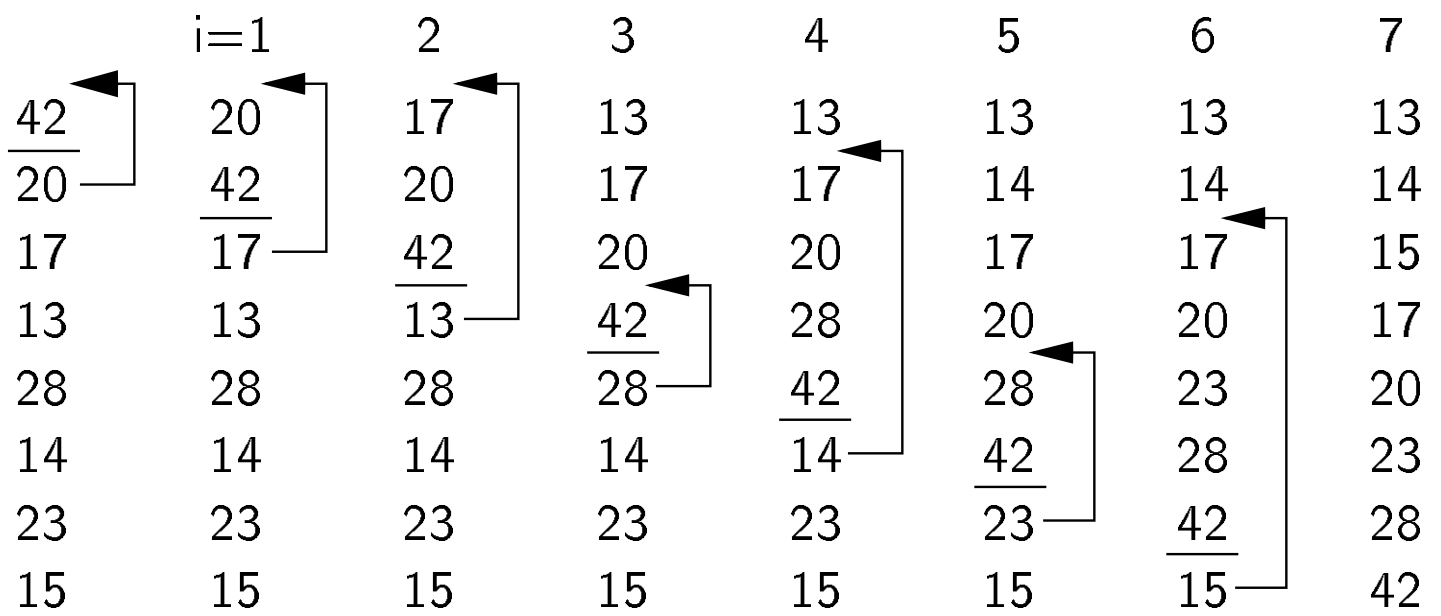 i=1 2 3 4 5 6 7
42 20 17 13 13 13 13 13
20 42 20 17 17 14 14 14
17 17 42 20 20 17 17 15
13 13 13 42 28 20 20 17
28 28 28 28 42 28 23 20
14 14 14 14 14 42 28 23
23 23 23 23 23 23 42 28
15 15 15 15 15 15 15 42